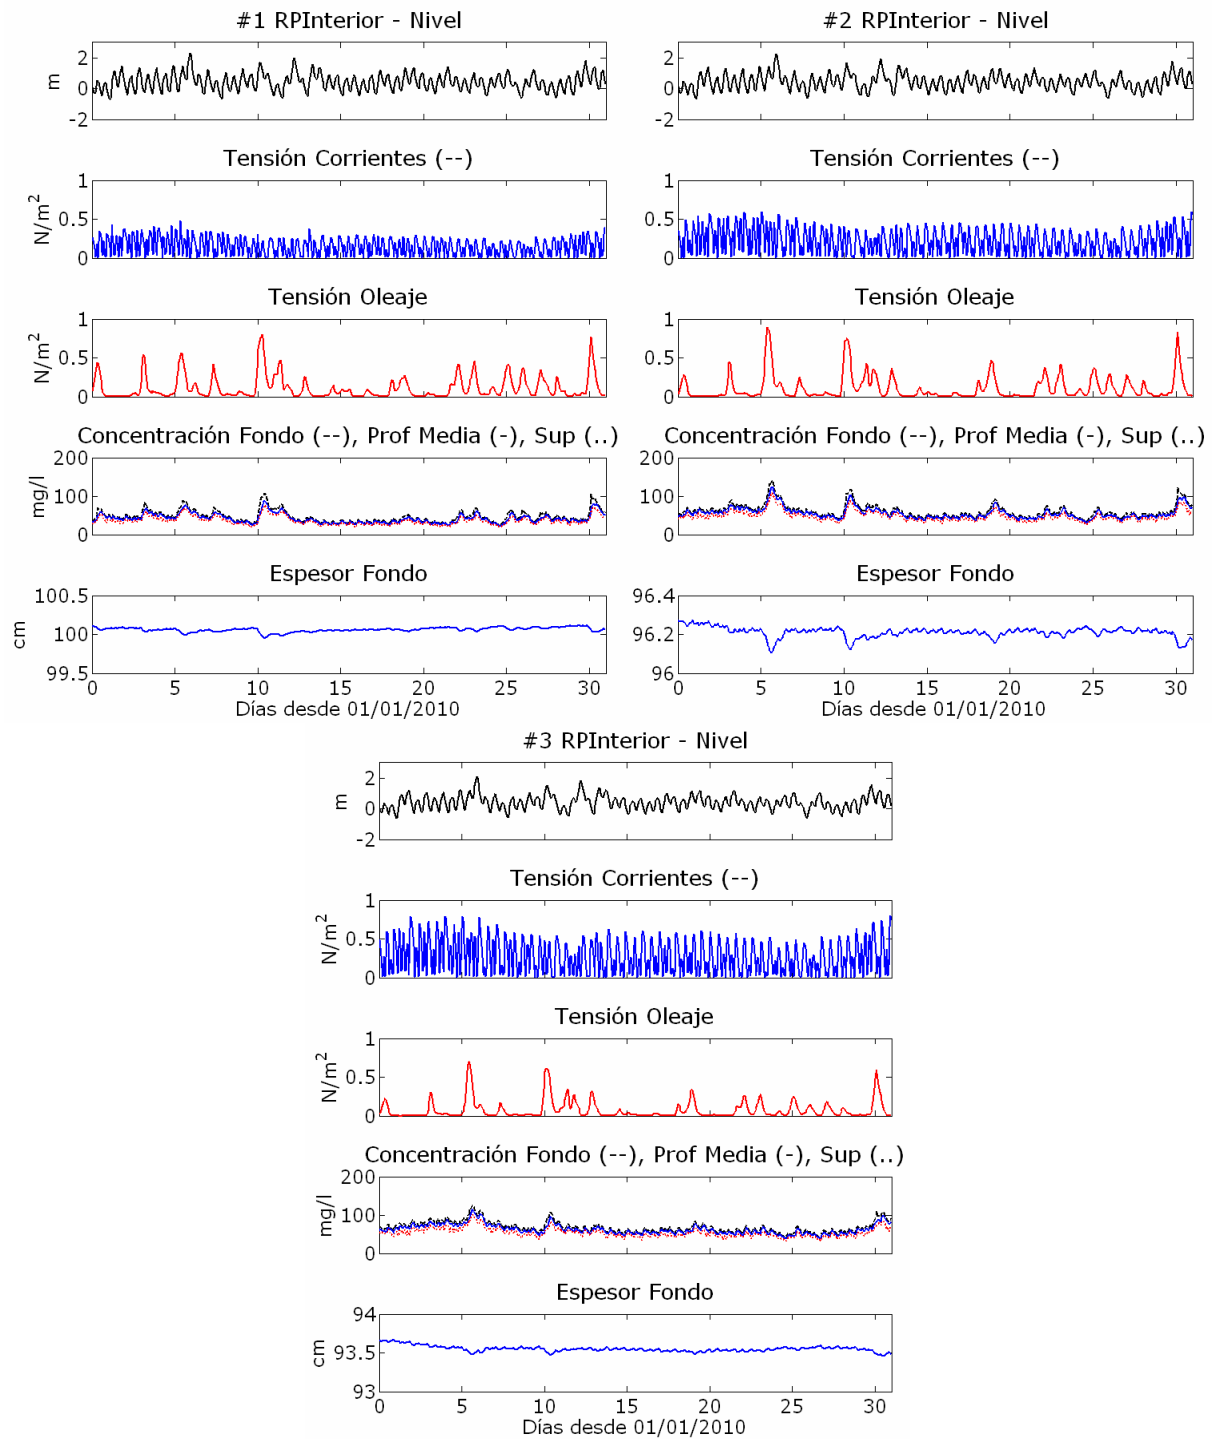 #1 RPInterior - Nivel
2
0
-2
m
Tensión Corrientes (--)
1
0.5
0
N/m²
Tensión Oleaje
1
0.5
0
N/m²
Concentración Fondo (--), Prof Media (-), Sup (..)
200
100
0
mg/l
Espesor Fondo
100.5
100
99.5
cm
0 5 10 15 20 25 30
Días desde 01/01/2010
#2 RPInterior - Nivel
2
0
-2
Tensión Corrientes (--)
1
0.5
0
Tensión Oleaje
1
0.5
0
Concentración Fondo (--), Prof Media (-), Sup (..)
200
100
0
Espesor Fondo
96.4
96.2
96
0 5 10 15 20 25 30
Días desde 01/01/2010
#3 RPInterior - Nivel
2
0
-2
m
Tensión Corrientes (--)
1
0.5
0
N/m²
Tensión Oleaje
1
0.5
0
N/m²
Concentración Fondo (--), Prof Media (-), Sup (..)
200
100
0
mg/l
Espesor Fondo
94
93.5
93
cm
0 5 10 15 20 25 30
Días desde 01/01/2010